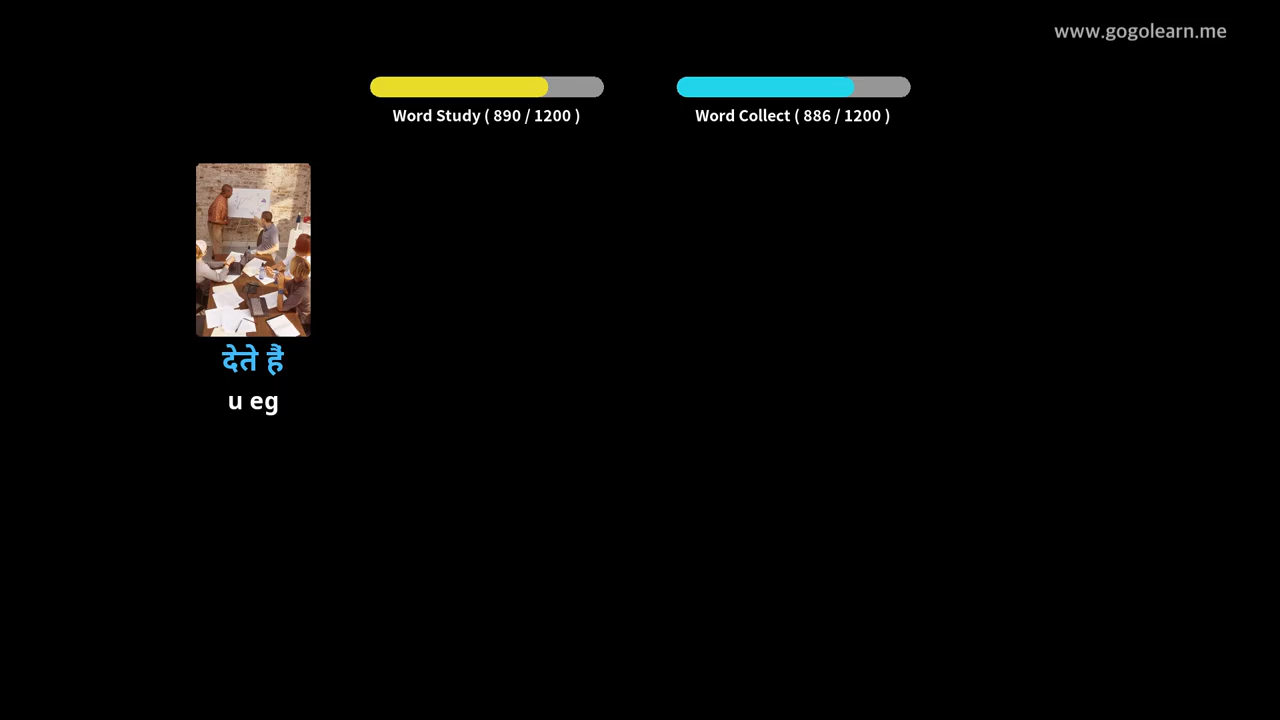 www.gogolearn.me
Word Study ( 890 / 1200 )
Word Collect ( 886 / 1200 )
देते हैं
u eg